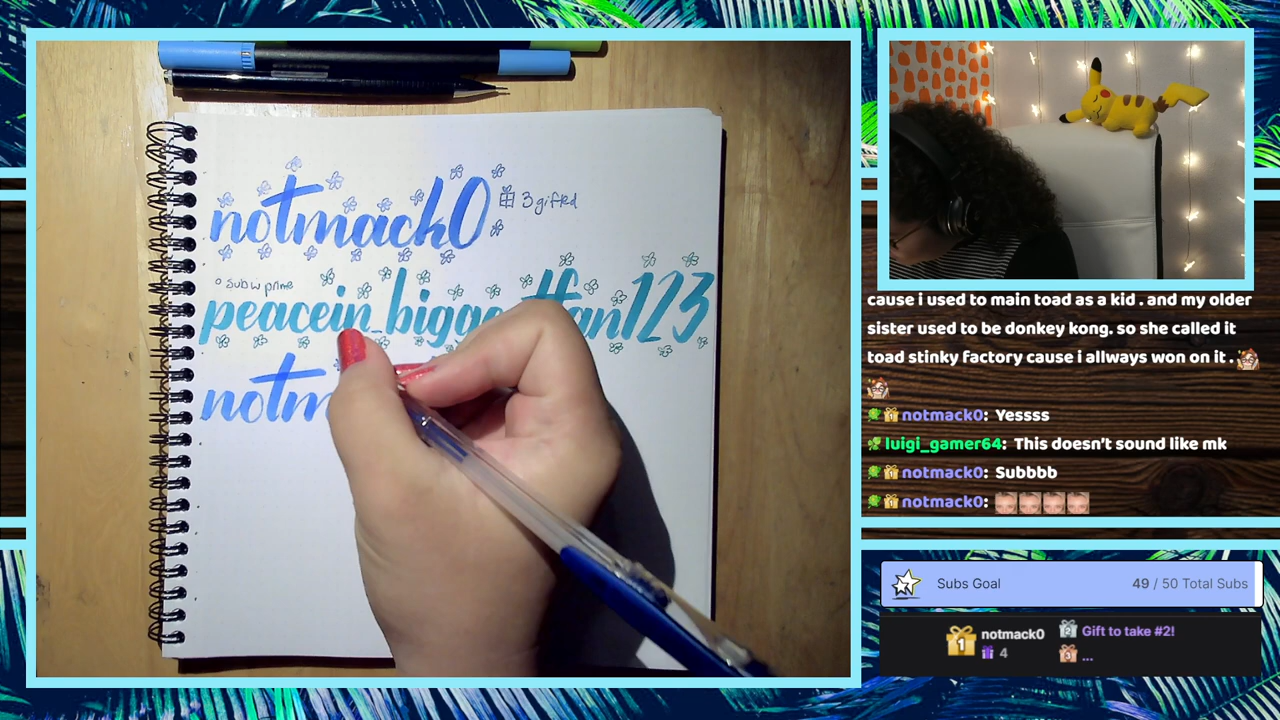 notmack0
3 gifted
sub w prime
peacein_bigge
fan123
notm
cause i used to main toad as a kid . and my older
sister used to be donkey kong. so she called it
toad stinky factory cause i allways won on it .
notmack0: Yessss
luigi_gamer64: This doesn’t sound like mk
notmack0: Subbbb
notmack0:
Subs Goal
49 / 50 Total Subs
1
notmack0
4
2
Gift to take #2!
3
...